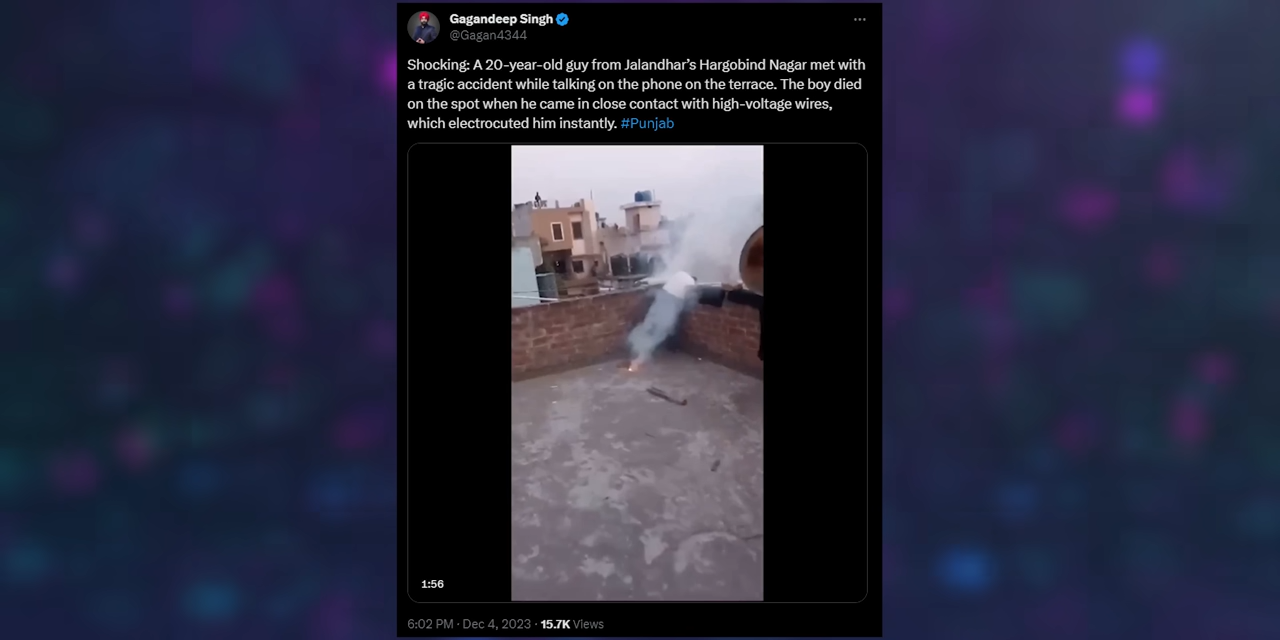 Gagandeep Singh
@Gagan4344
Shocking: A 20-year-old guy from Jalandhar's Hargobind Nagar met with
a tragic accident while talking on the phone on the terrace. The boy died
on the spot when he came in close contact with high-voltage wires,
which electrocuted him instantly. #Punjab
1:56
6:02 PM · Dec 4, 2023 · 15.7K Views